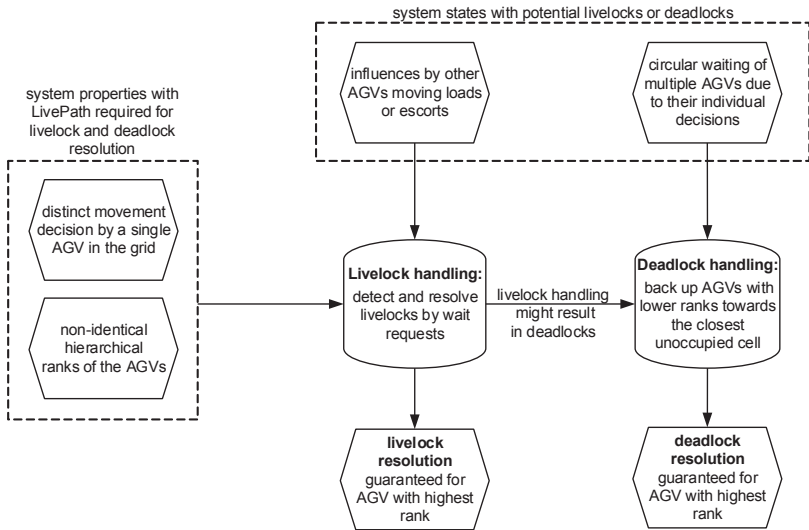 system states with potential livelocks or deadlocks
influences by other
AGVs moving loads
or escorts
circular waiting of
multiple AGVs due
to their individual
decisions
system properties with
LivePath required for
livelock and deadlock
resolution
distinct movement
decision by a single
AGV in the grid
non-identical
hierarchical
ranks of the AGVs
Livelock handling:
detect and resolve
livelocks by wait
requests
livelock handling
might result
in deadlocks
Deadlock handling:
back up AGVs with
lower ranks towards
the closest
unoccupied cell
livelock
resolution
guaranteed for
AGV with highest
rank
deadlock
resolution
guaranteed for
AGV with highest
rank